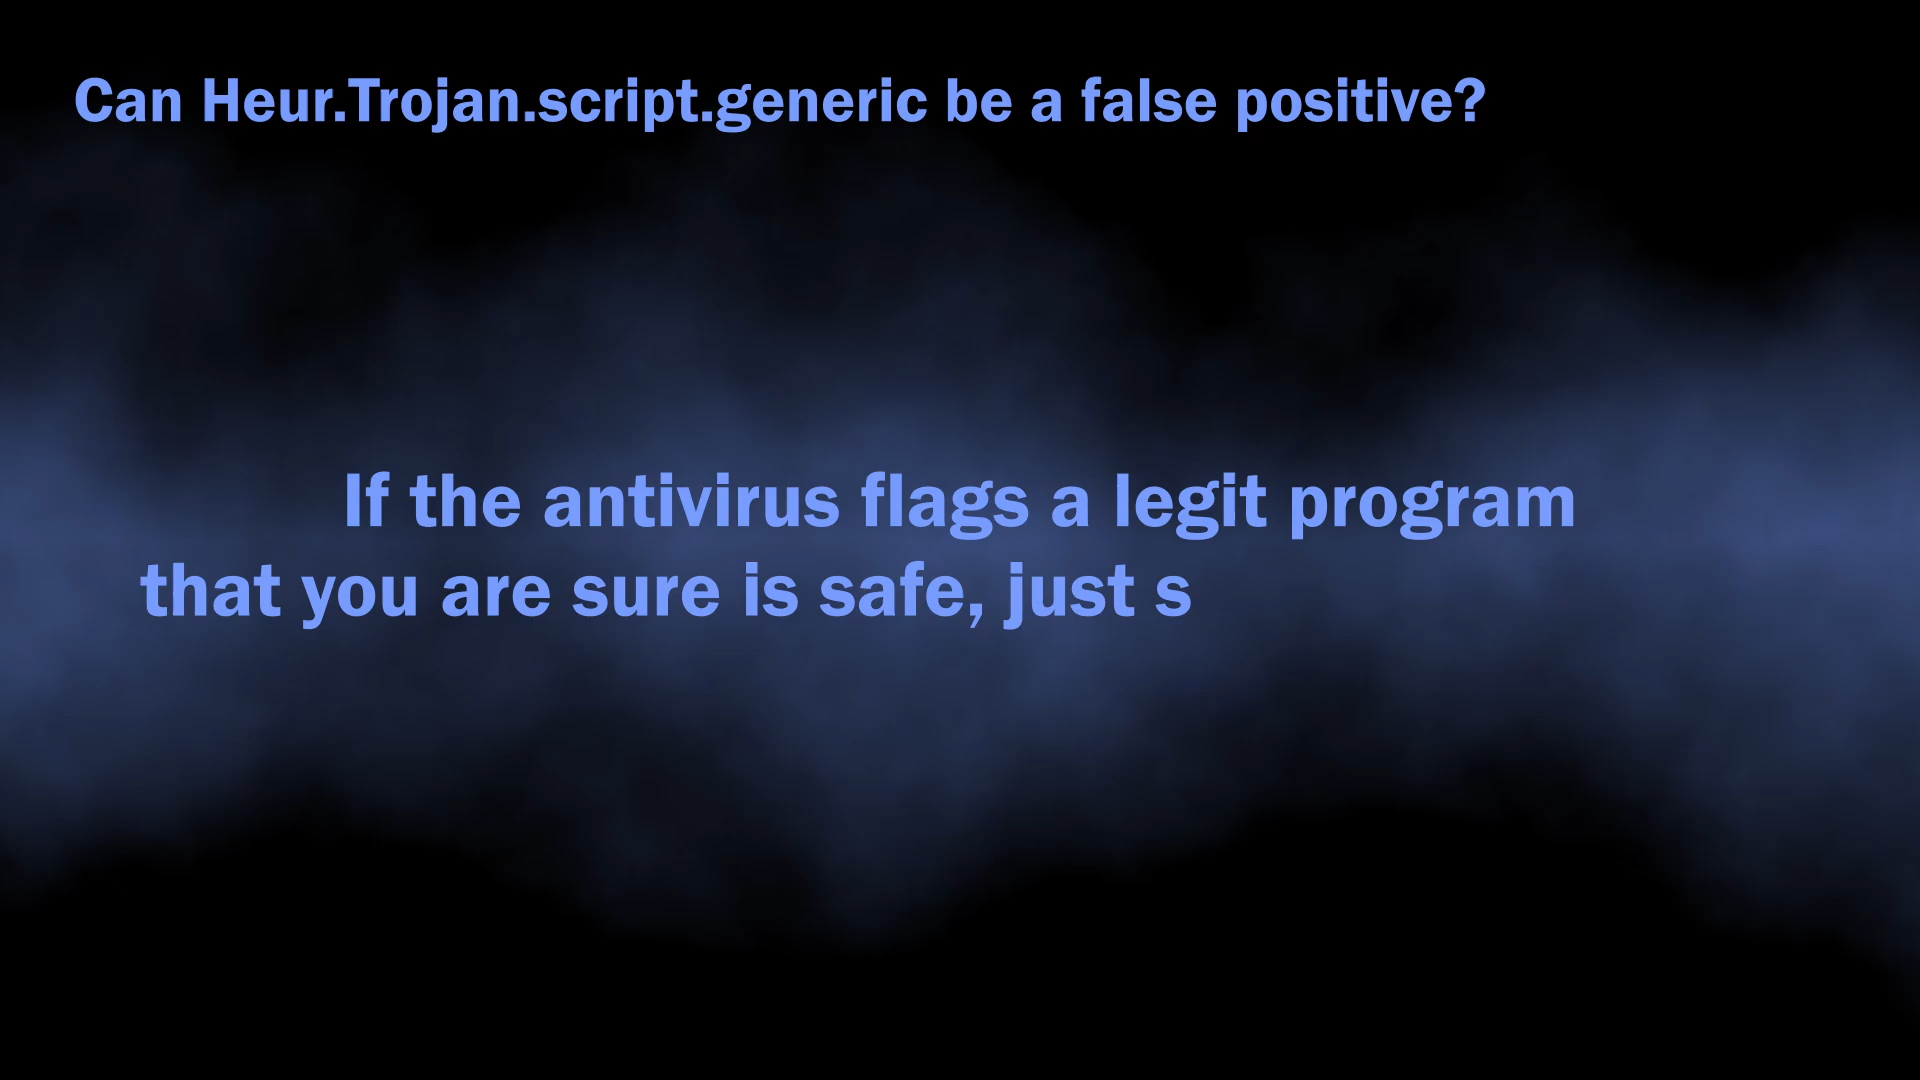 Can Heur.Trojan.script.generic be a false positive?
If the antivirus flags a legit program
that you are sure is safe, just s